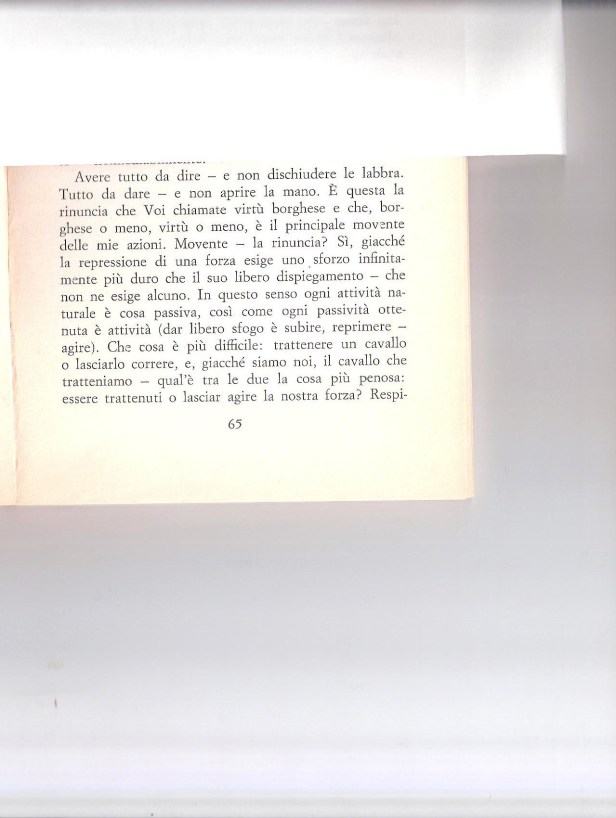 Avere tutto da dire – e non dischiudere le labbra.
Tutto da dare – e non aprire la mano. È questa la
rinuncia che Voi chiamate virtù borghese e che, bor-
ghese o meno, virtù o meno, è il principale movente
delle mie azioni. Movente – la rinuncia? Sì, giacché
la repressione di una forza esige uno sforzo infinita-
mente più duro che il suo libero dispiegamento – che
non ne esige alcuno. In questo senso ogni attività na-
turale è cosa passiva, così come ogni passività otte-
nuta è attività (dar libero sfogo è subire, reprimere –
agire). Che cosa è più difficile: trattenere un cavallo
o lasciarlo correre, e, giacché siamo noi, il cavallo che
tratteniamo – qual'è tra le due la cosa più penosa:
essere trattenuti o lasciar agire la nostra forza? Respi-
65